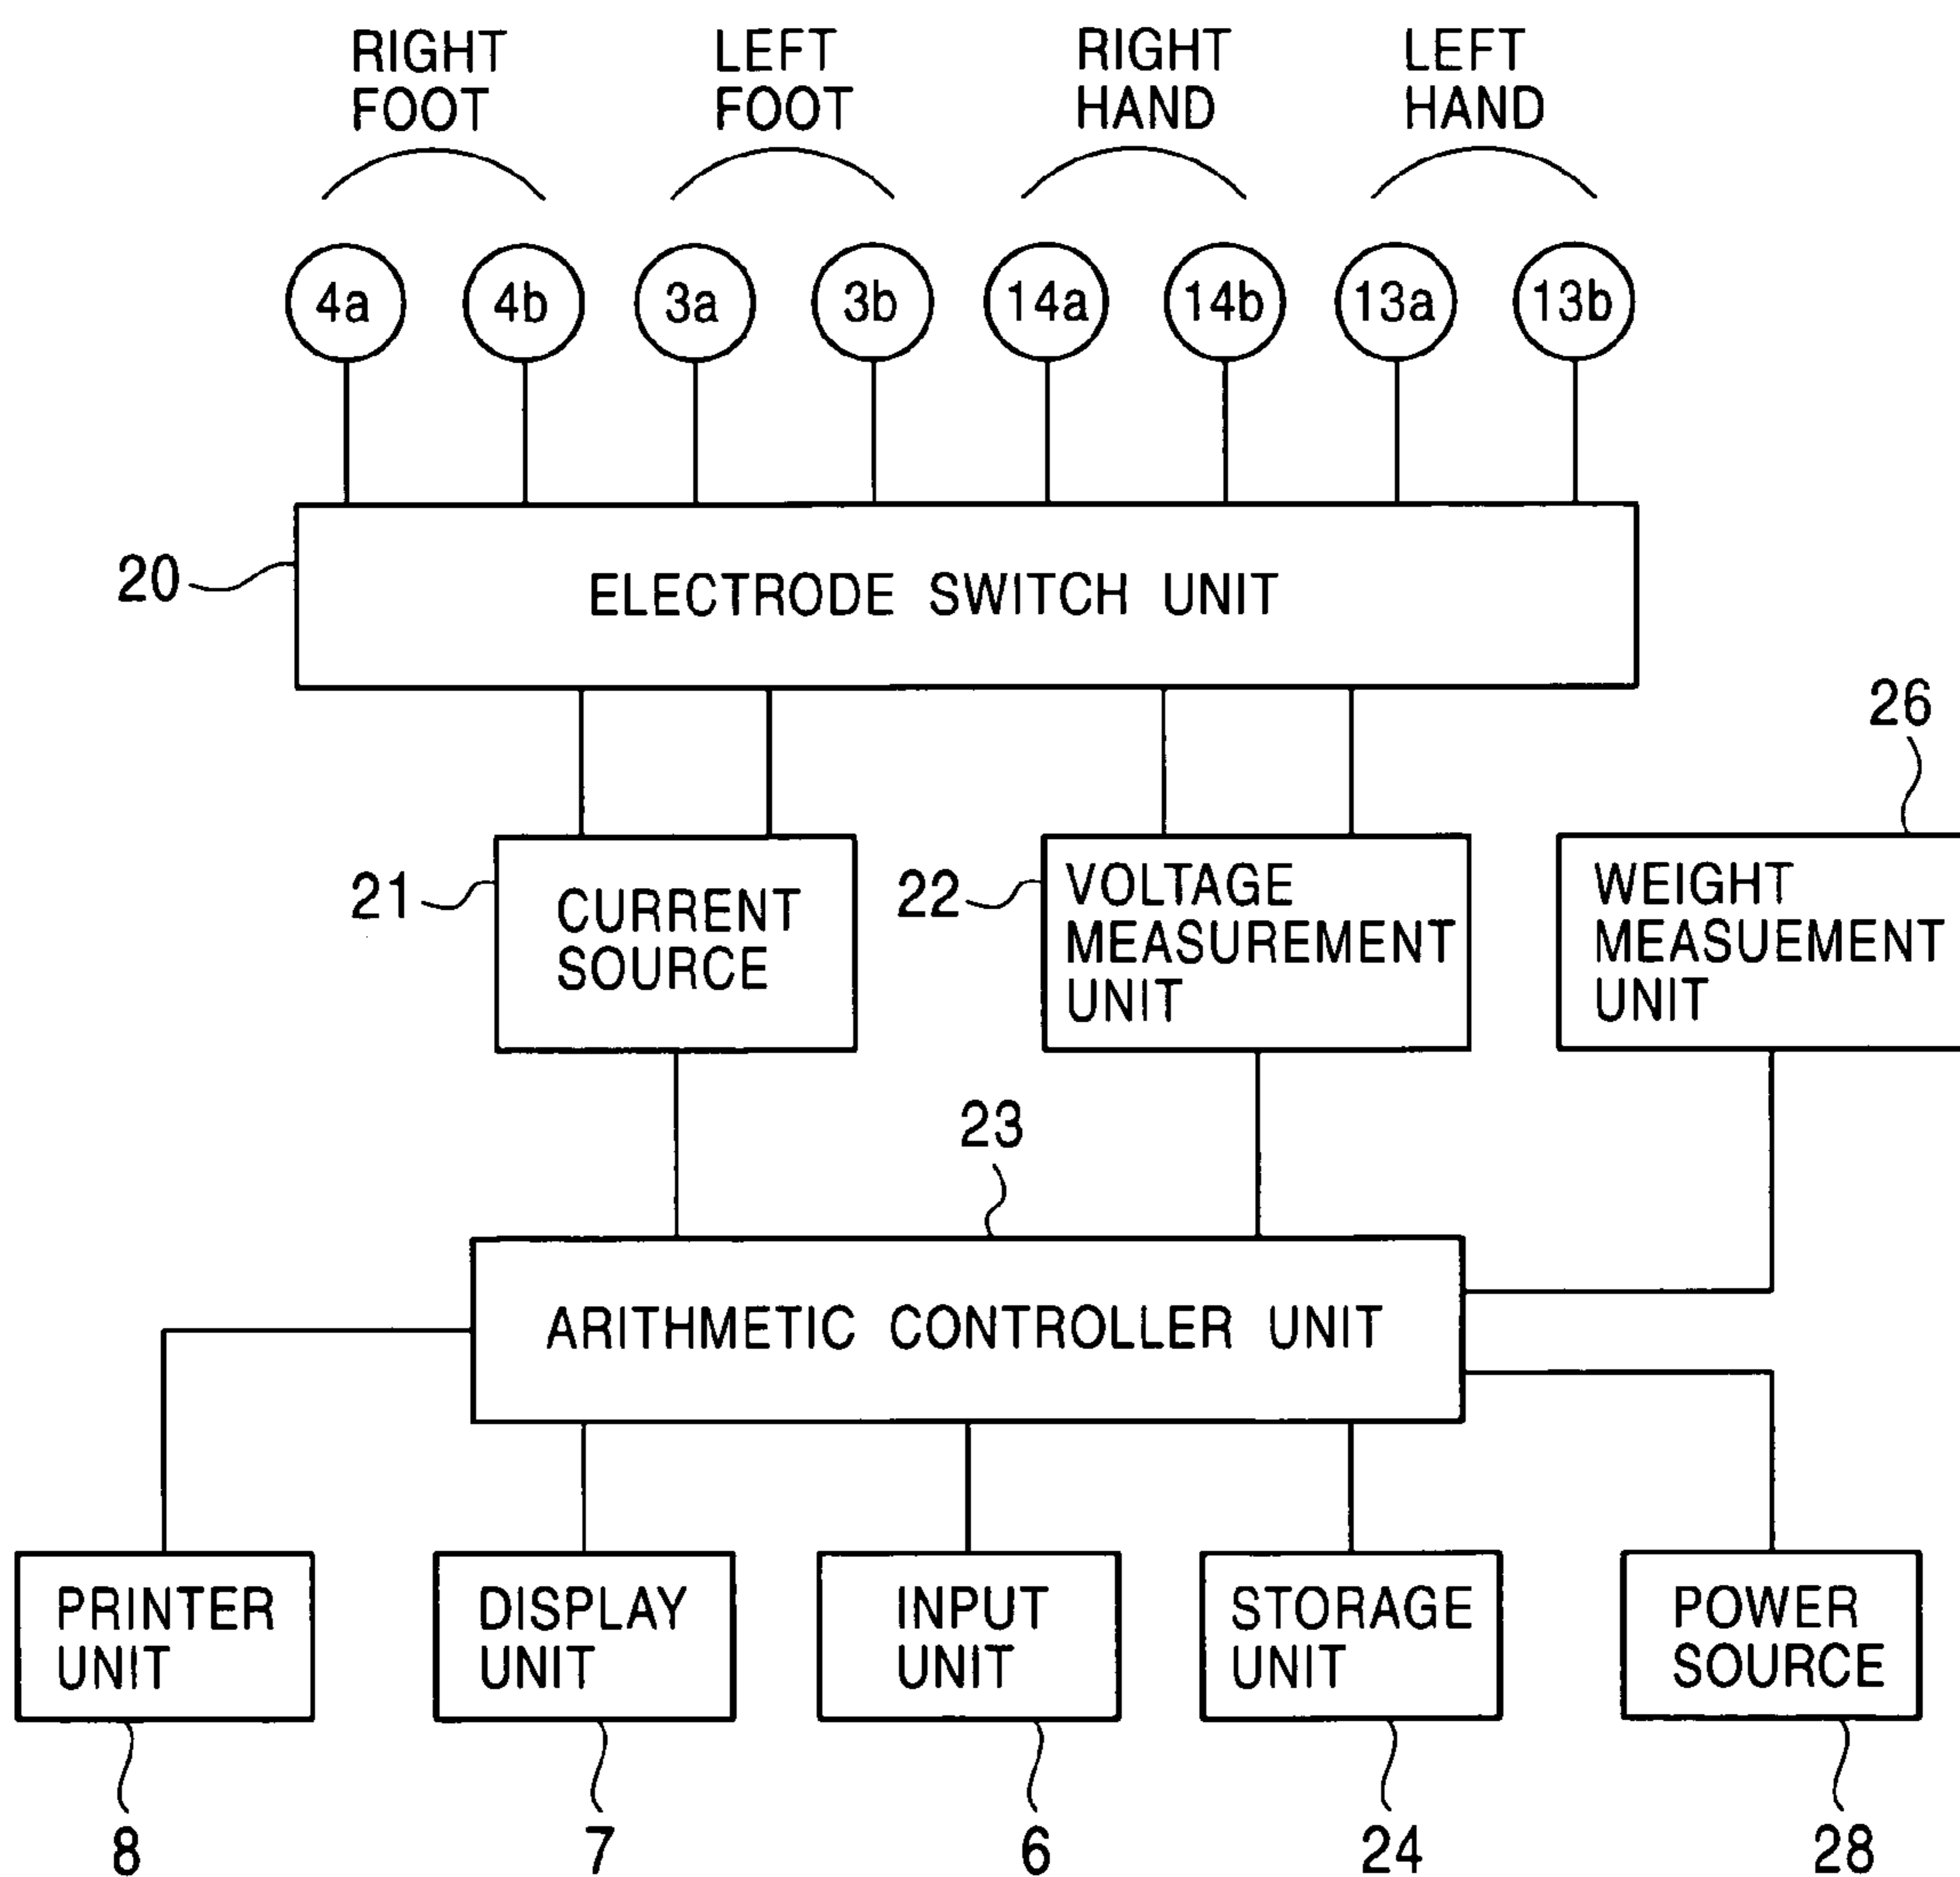 RIGHT
FOOT
LEFT
FOOT
RIGHT
HAND
LEFT
HAND
4a
4b
3a
3b
14a
14b
13a
13b
20
ELECTRODE SWITCH UNIT
26
21
CURRENT
SOURCE
22
VOLTAGE
MEASUREMENT
UNIT
WEIGHT
MEASUEMENT
UNIT
23
ARITHMETIC CONTROLLER UNIT
PRINTER
UNIT
DISPLAY
UNIT
INPUT
UNIT
STORAGE
UNIT
POWER
SOURCE
8
7
6
24
28